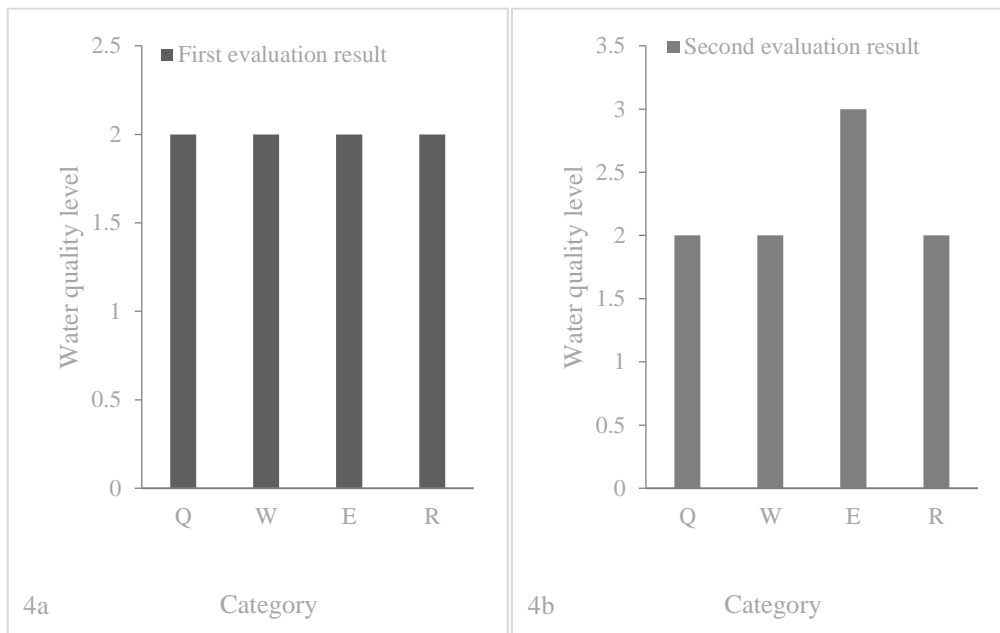 First evaluation result
2.5
2
1.5
1
0.5
0
Water quality level
Q W E R
Category
4a
Second evaluation result
3.5
3
2.5
2
1.5
1
0.5
0
Water quality level
Q W E R
Category
4b